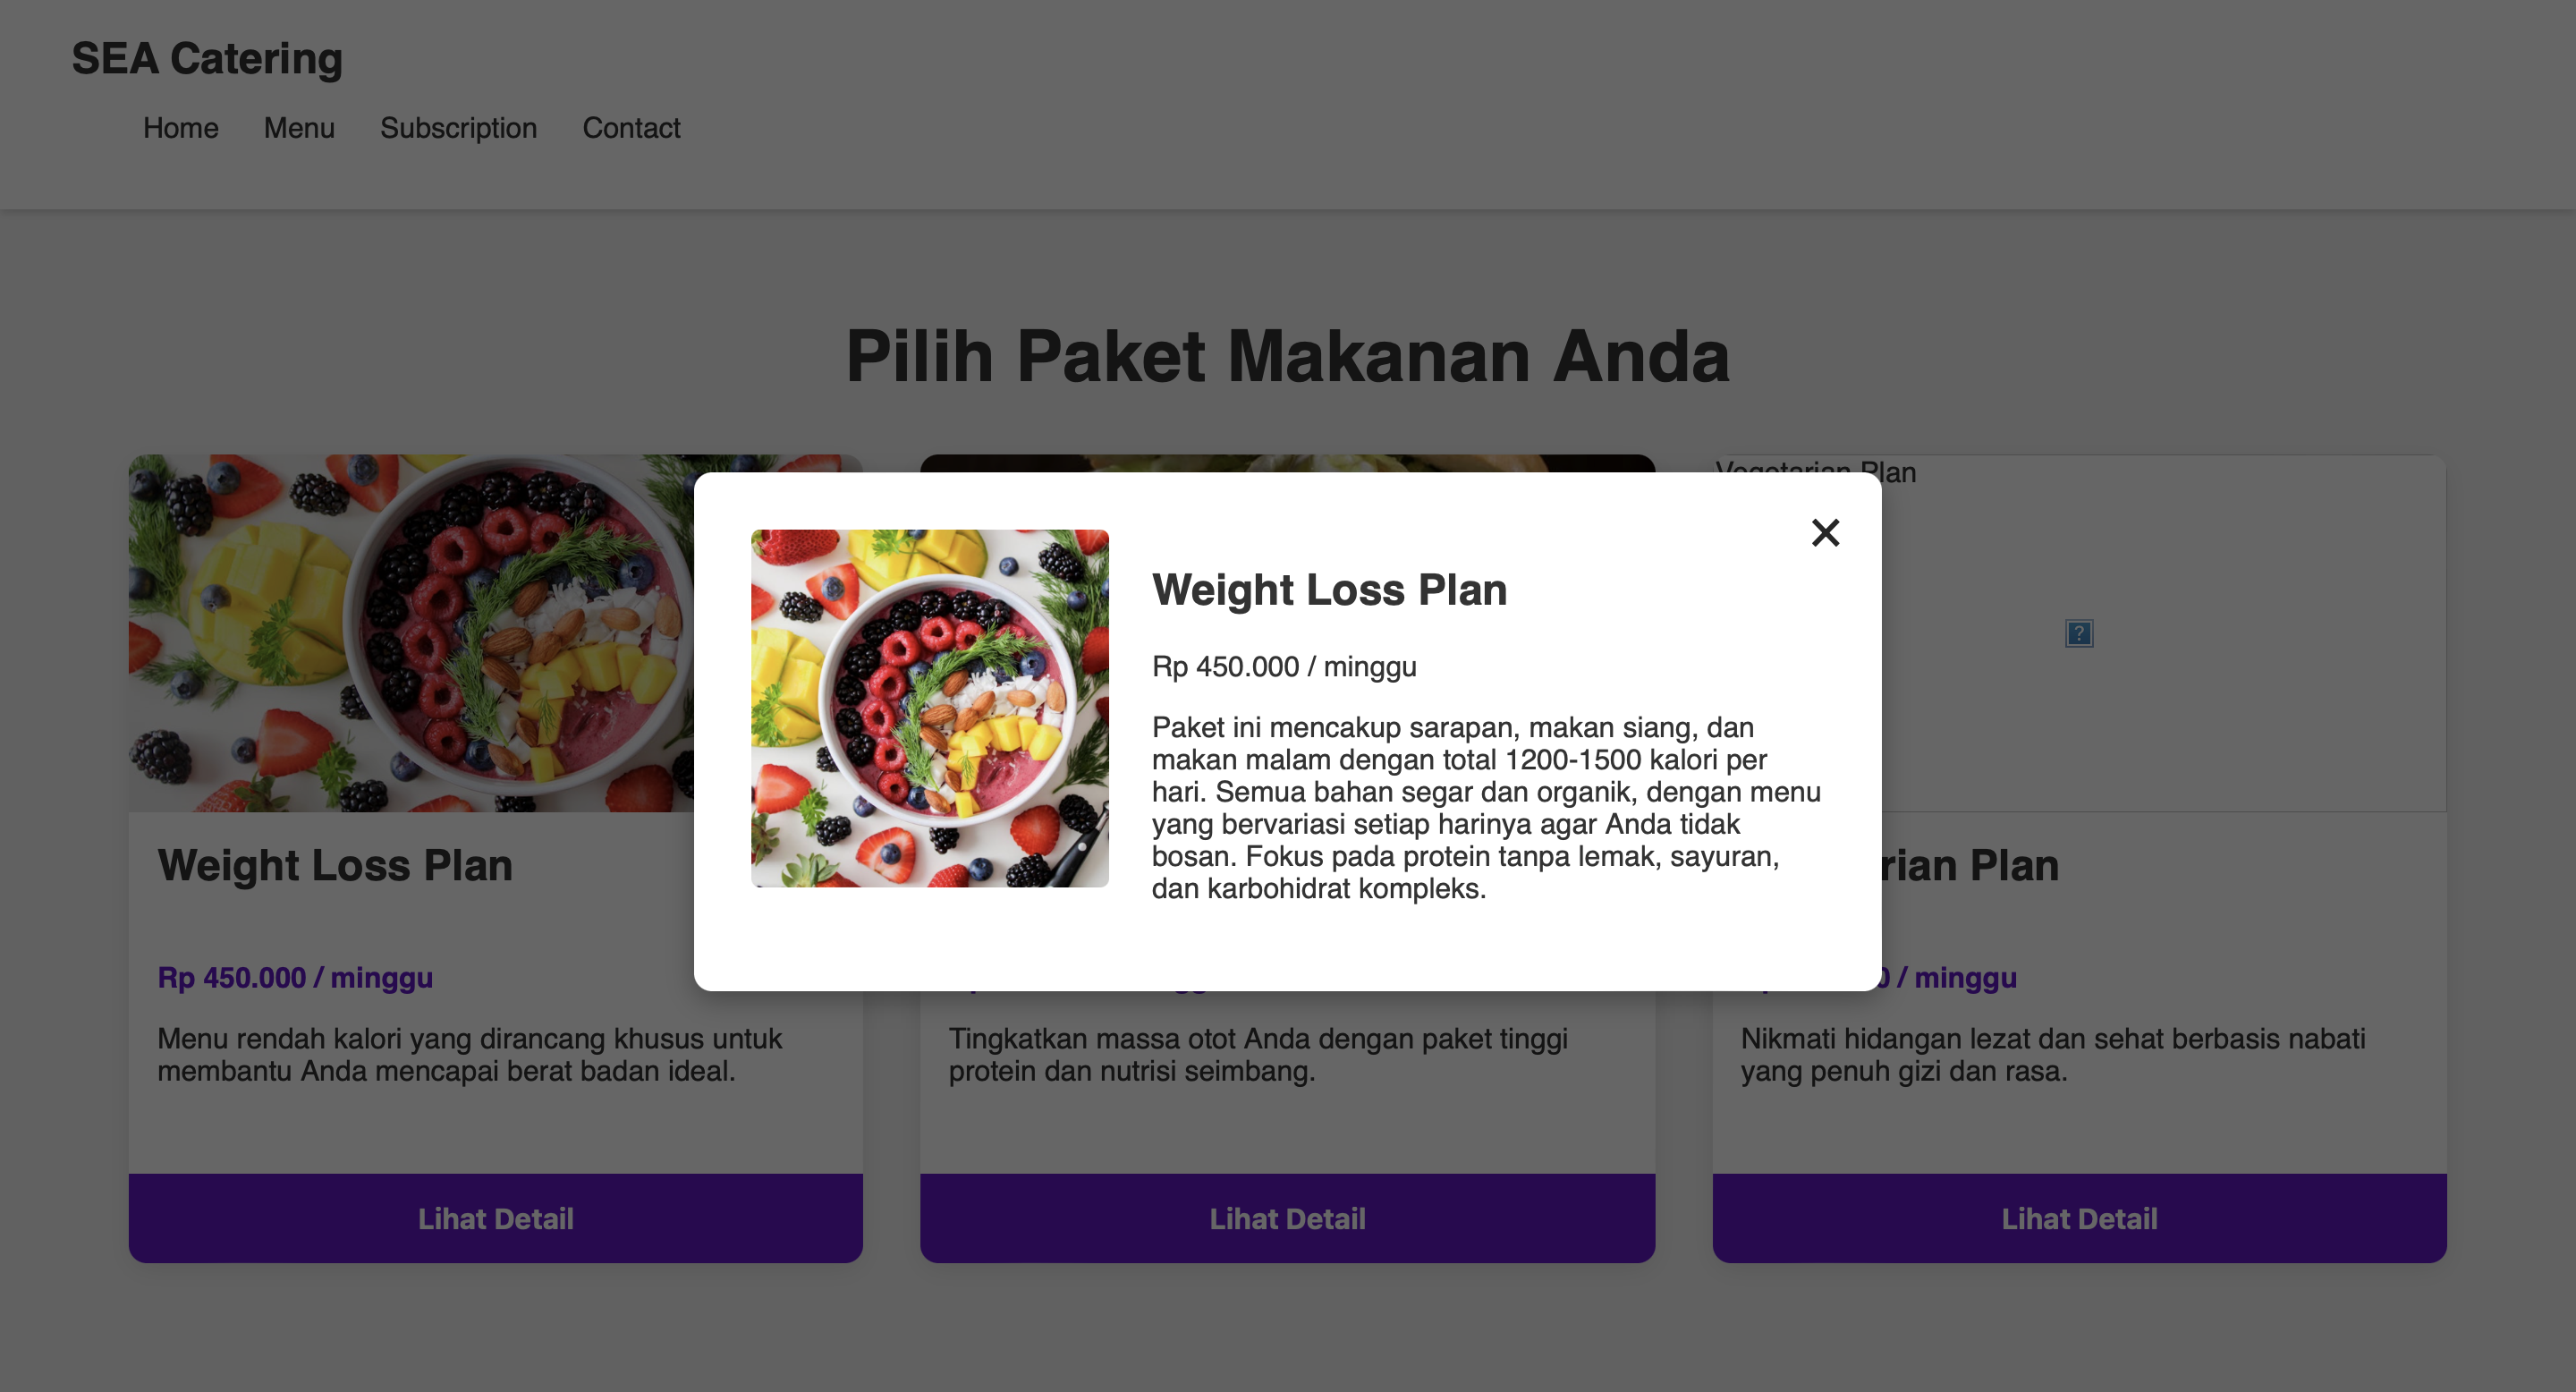 SEA Catering
Home Menu Subscription Contact
Pilih Paket Makanan Anda
Plan
Weight Loss Plan
Rp 450.000 / minggu
Paket ini mencakup sarapan, makan siang, dan
makan malam dengan total 1200-1500 kalori per
hari. Semua bahan segar dan organik, dengan menu
yang bervariasi setiap harinya agar Anda tidak
bosan. Fokus pada protein tanpa lemak, sayuran,
dan karbohidrat kompleks.
Weight Loss Plan
Rp 450.000 / minggu
Menu rendah kalori yang dirancang khusus untuk
membantu Anda mencapai berat badan ideal.
Lihat Detail
Tingkatkan massa otot Anda dengan paket tinggi
protein dan nutrisi seimbang.
Lihat Detail
rian Plan
0 / minggu
Nikmati hidangan lezat dan sehat berbasis nabati
yang penuh gizi dan rasa.
Lihat Detail